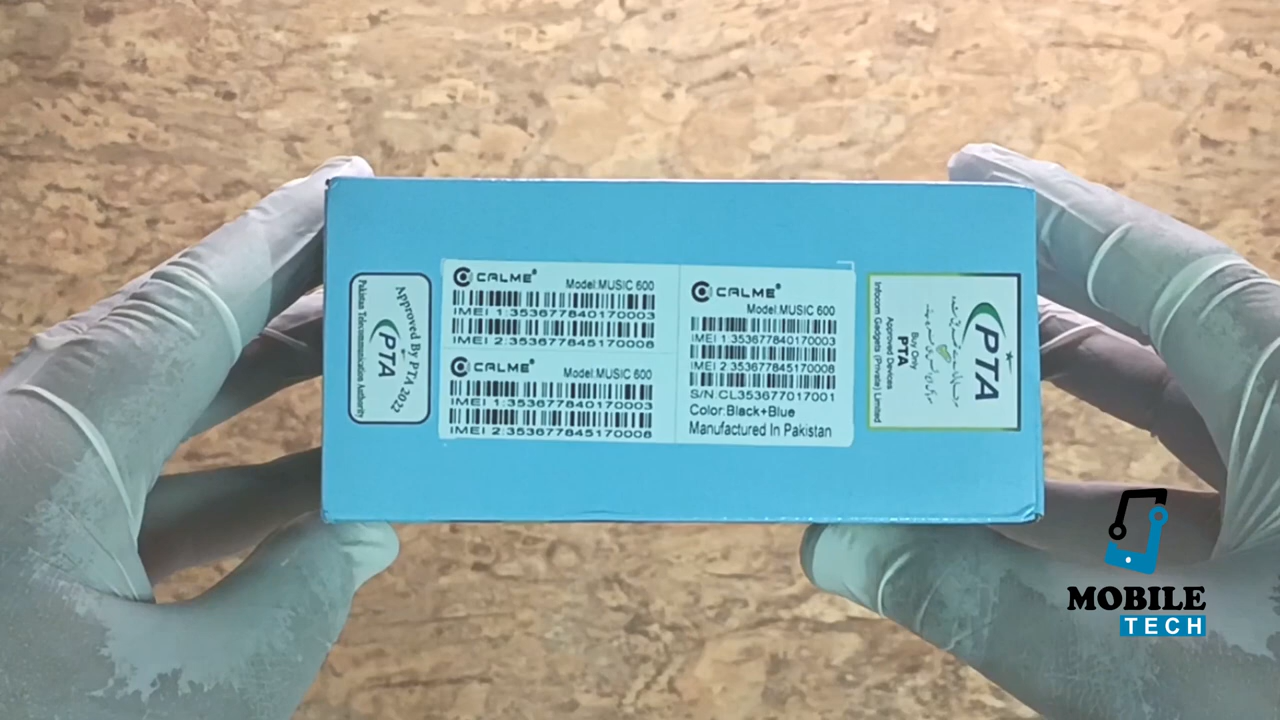 Approved By PTA 2022
PTA
Pakistan Telecommunication Authority
CALME
Model:MUSIC 600
IMEI 1:353677840170003
IMEI 2:353677845170008
CALME
Model:MUSIC 600
IMEI 1:353677840170003
IMEI 2:353677845170008
CALME
Model:MUSIC 600
IMEI 1:353677840170003
IMEI 2:353677845170008
S/N:CL353677017001
Color:Black+Blue
Manufactured In Pakistan
PTA
Buy Only
PTA
Approved Devices
Infocom Gadgets (Private) Limited
MOBILE
TECH